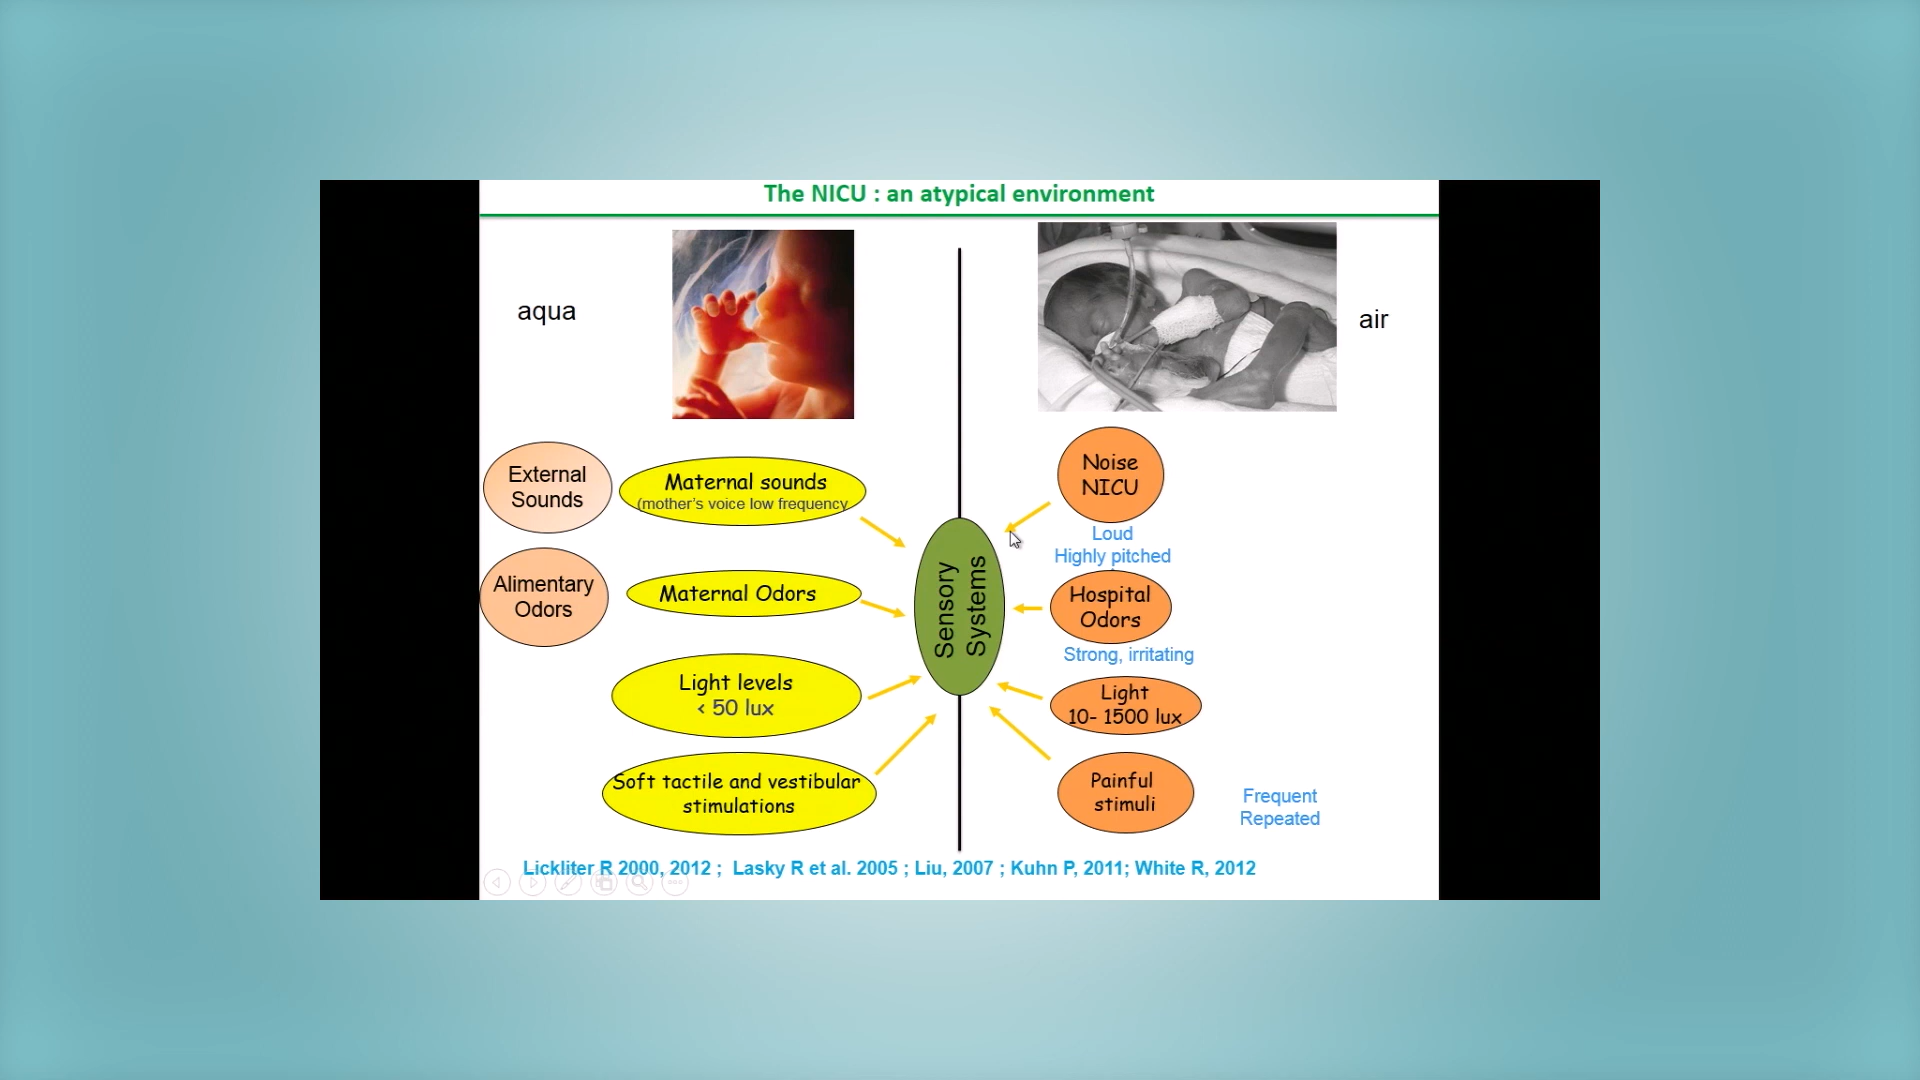 The NICU : an atypical environment
aqua
air
External
Sounds
Maternal sounds
(mother's voice low frequency
Alimentary
Odors
Maternal Odors
Light levels
< 50 lux
Soft tactile and vestibular
stimulations
Sensory
Systems
Noise
NICU
Loud
Highly pitched
Hospital
Odors
Strong, irritating
Light
10- 1500 lux
Painful
stimuli
Frequent
Repeated
Lickliter R 2000, 2012 ; Lasky R et al. 2005 ; Liu, 2007 ; Kuhn P, 2011; White R, 2012